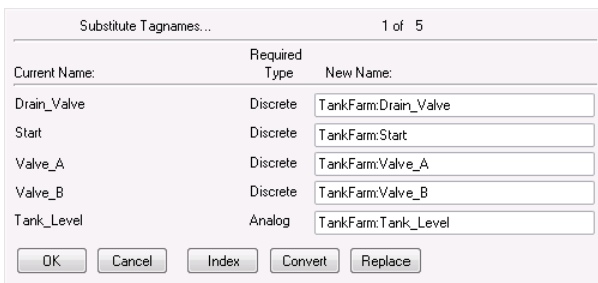 Substitute Tagnames... 1 of 5
Required
Current Name: Type New Name:
Drain_Valve Discrete TankFarm:Drain_Valve
Start Discrete TankFarm:Start
Valve_A Discrete TankFarm:Valve_A
Valve_B Discrete TankFarm:Valve_B
Tank_Level Analog TankFarm:Tank_Level
OK Cancel Index Convert Replace